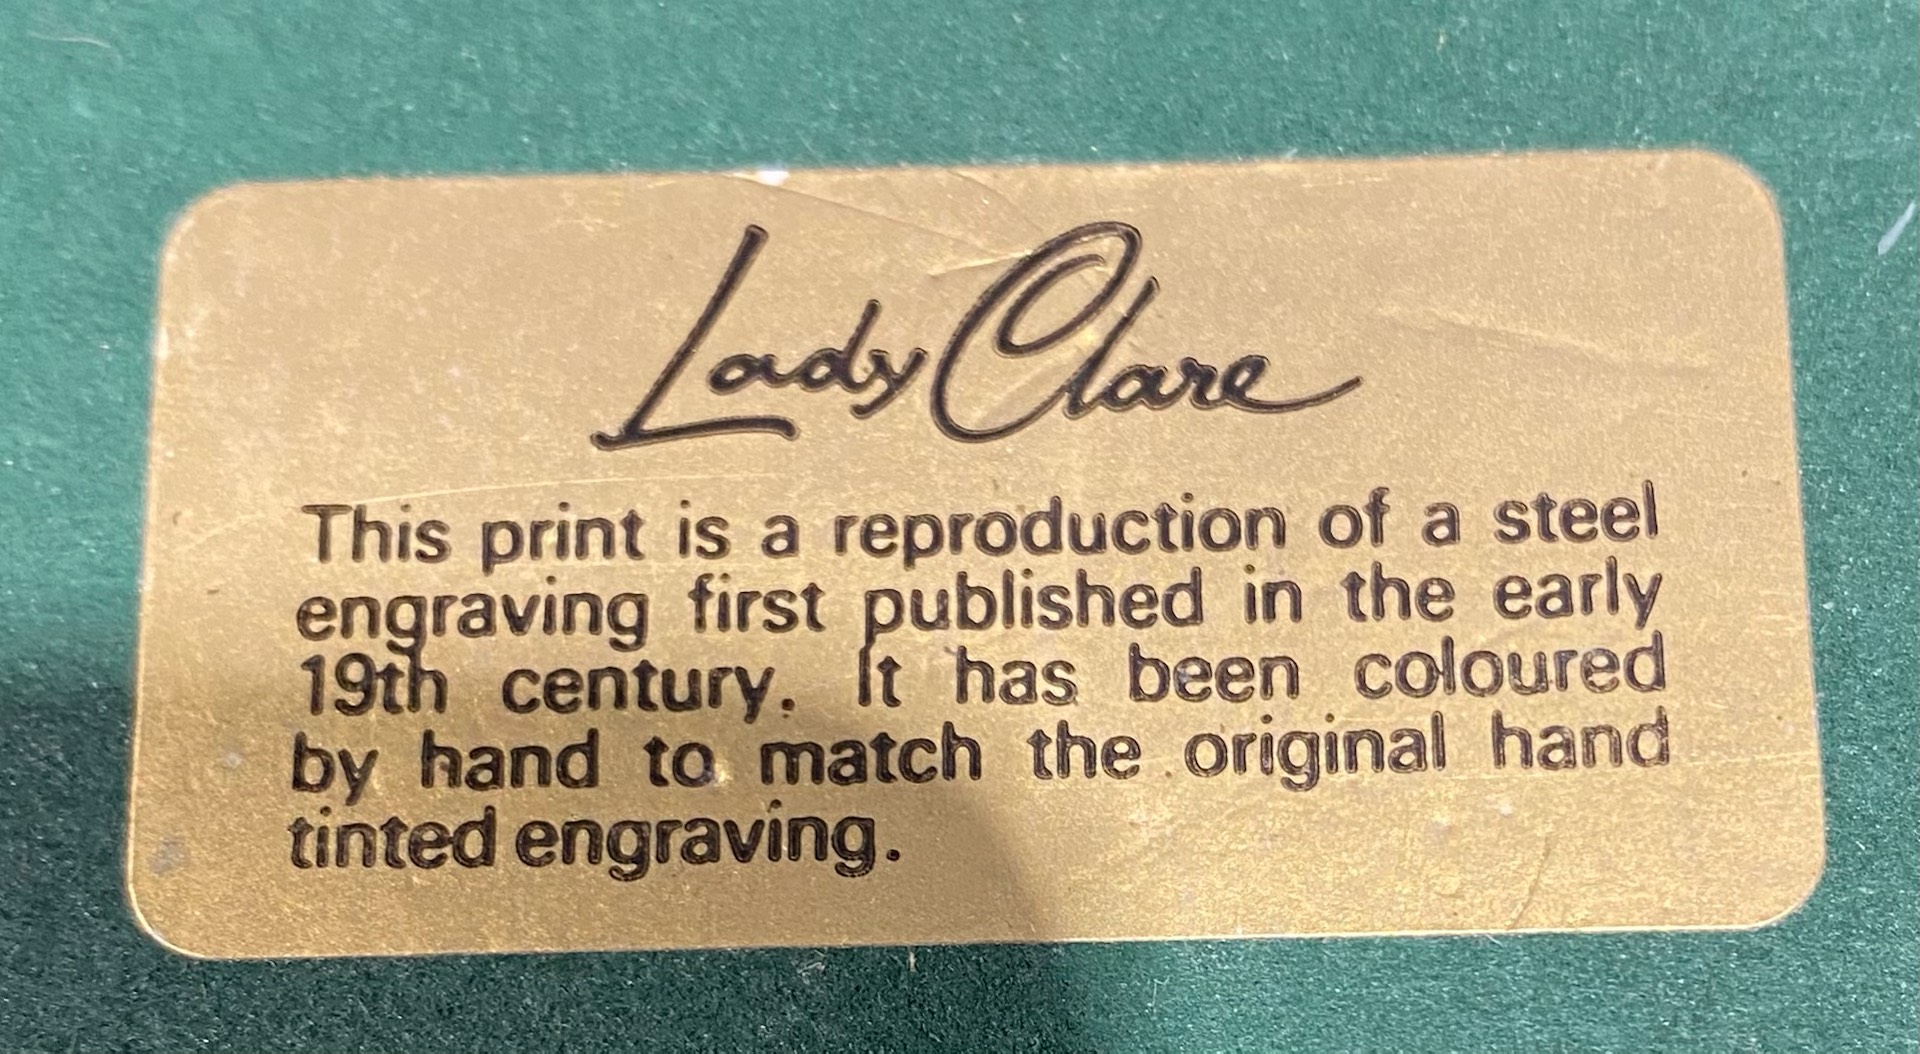 Lady Clare
This print is a reproduction of a steel
engraving first published in the early
19th century. It has been coloured
by hand to match the original hand
tinted engraving.